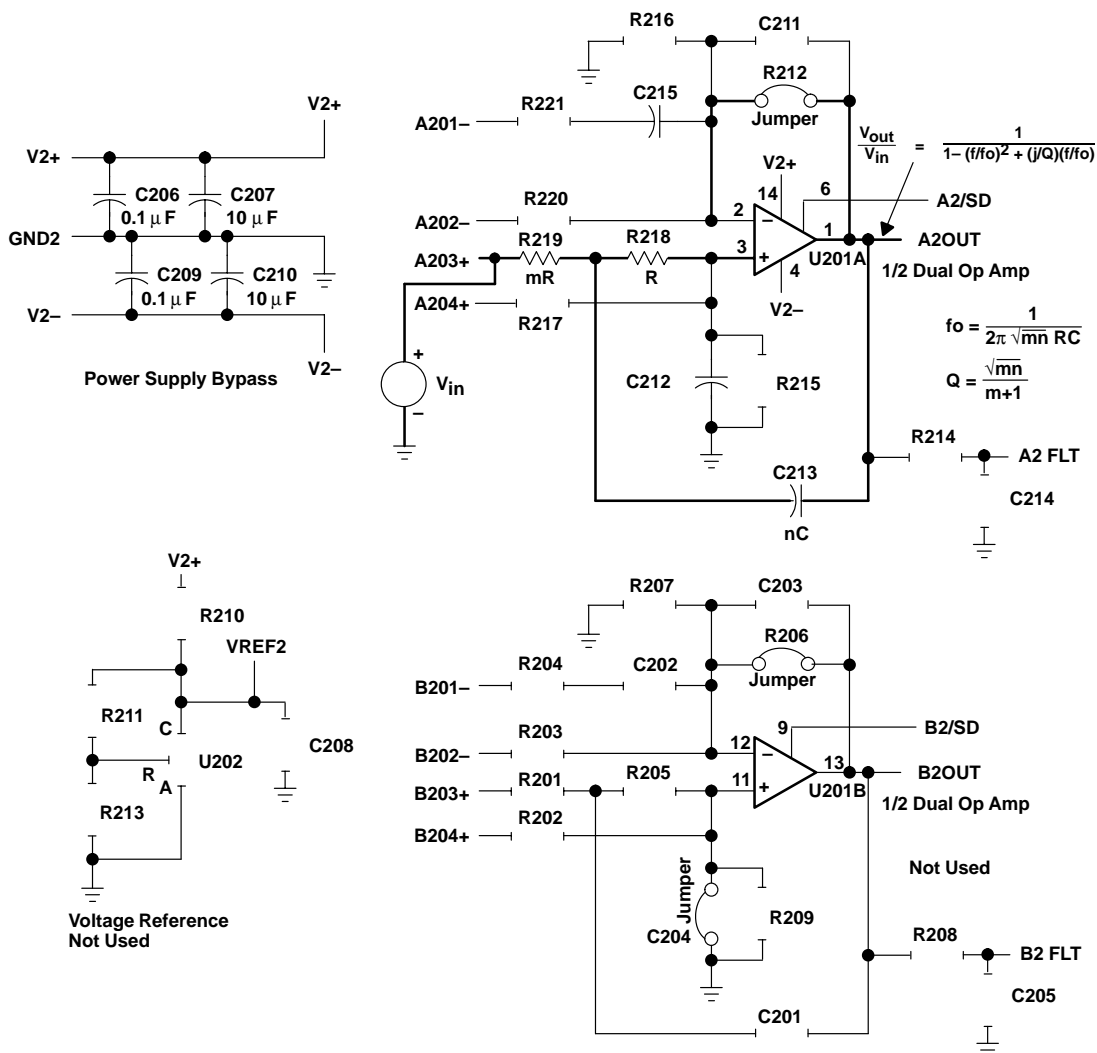 V2+
V2+
C206
C207
0.1 µF
10 µF
GND2
C209
C210
0.1 µF
10 µF
V2–
V2–
Power Supply Bypass
R216
C211
R212
Jumper
C215
R221
A201–
V2+
14
6
A2/SD
R220
A202–
2
–
1
A2OUT
U201A
1/2 Dual Op Amp
A203+
R219
mR
R218
R
3
+
4
V2–
A204+
R217
Vout/Vin = 1/(1– (f/fo)2 + (j/Q)(f/fo))
fo = 1/(2π √mn RC)
Q = √mn/(m+1)
+
Vin
–
C212
R215
R214
A2 FLT
C214
C213
nC
V2+
R210
VREF2
R211
C
U202
R
A
C208
R213
Voltage Reference
Not Used
R207
C203
R206
Jumper
R204
C202
B201–
9
B2/SD
R203
B202–
12
–
13
B2OUT
U201B
1/2 Dual Op Amp
R201
B203+
R205
11
+
R202
B204+
Not Used
Jumper
C204
R209
R208
B2 FLT
C205
C201